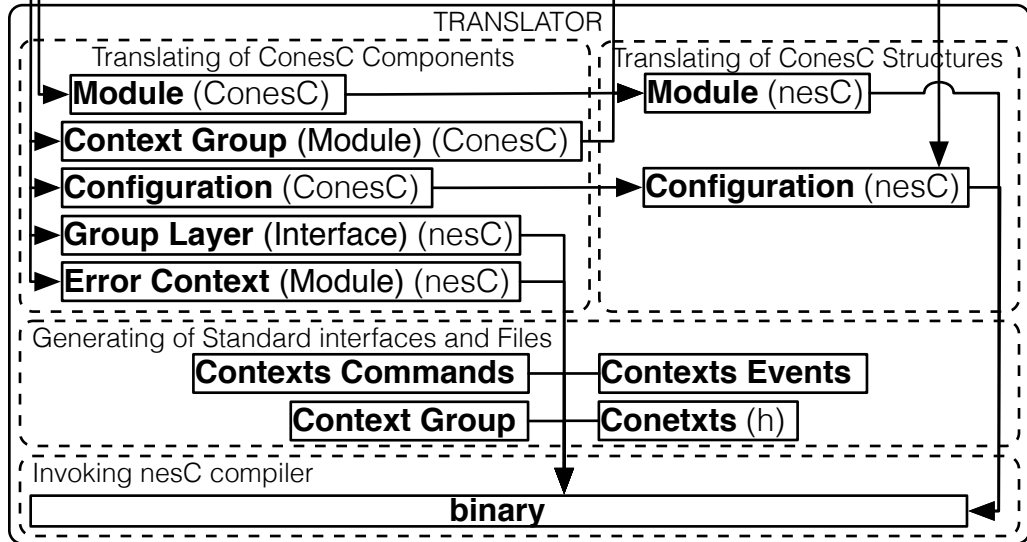 TRANSLATOR
Translating of ConesC Components
Translating of ConesC Structures
Module (ConesC)
Module (nesC)
Context Group (Module) (ConesC)
Configuration (ConesC)
Configuration (nesC)
Group Layer (Interface) (nesC)
Error Context (Module) (nesC)
Generating of Standard interfaces and Files
Contexts Commands
Contexts Events
Context Group
Conetxts (h)
Invoking nesC compiler
binary